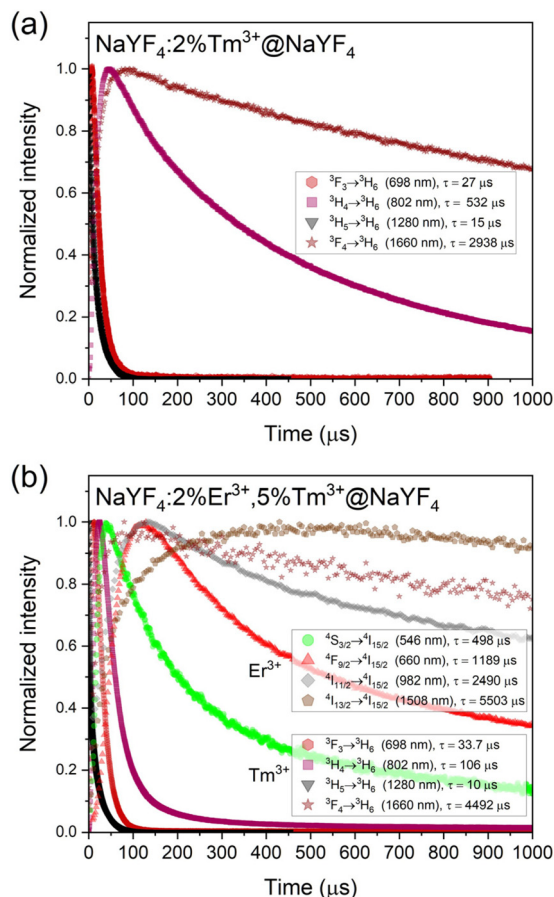 (a)
NaYF₄:2%Tm³⁺@NaYF₄
Normalized intensity
1.0
0.8
0.6
0.4
0.2
0.0
³F₃→³H₆ (698 nm), τ = 27 μs
³H₄→³H₆ (802 nm), τ = 532 μs
³H₅→³H₆ (1280 nm), τ = 15 μs
³F₄→³H₆ (1660 nm), τ = 2938 μs
0 100 200 300 400 500 600 700 800 900 1000
Time (μs)
(b)
NaYF₄:2%Er³⁺,5%Tm³⁺@NaYF₄
Normalized intensity
1.0
0.8
0.6
0.4
0.2
0.0
Er³⁺
⁴S₃/₂→⁴I₁₅/₂ (546 nm), τ = 498 μs
⁴F₉/₂→⁴I₁₅/₂ (660 nm), τ = 1189 μs
⁴I₁₁/₂→⁴I₁₅/₂ (982 nm), τ = 2490 μs
⁴I₁₃/₂→⁴I₁₅/₂ (1508 nm), τ = 5503 μs
Tm³⁺
³F₃→³H₆ (698 nm), τ = 33.7 μs
³H₄→³H₆ (802 nm), τ = 106 μs
³H₅→³H₆ (1280 nm), τ = 10 μs
³F₄→³H₆ (1660 nm), τ = 4492 μs
0 100 200 300 400 500 600 700 800 900 1000
Time (μs)